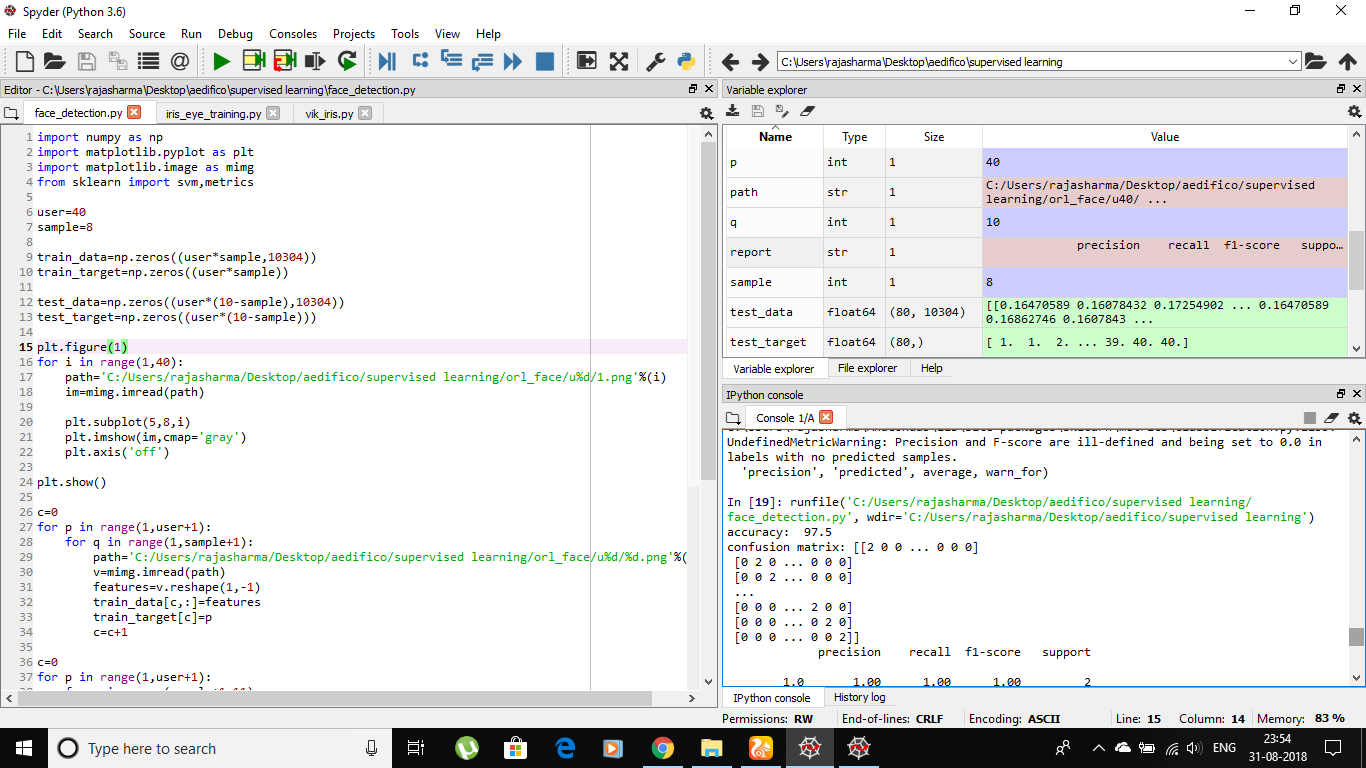 Spyder (Python 3.6)
File Edit Search Source Run Debug Consoles Projects Tools View Help
C:\Users\rajasharma\Desktop\aedifico\supervised learning
Editor - C:\Users\rajasharma\Desktop\aedifico\supervised learning\face_detection.py
face_detection.py iris_eye_training.py vik_iris.py
1 import numpy as np
2 import matplotlib.pyplot as plt
3 import matplotlib.image as mimg
4 from sklearn import svm,metrics
5
6 user=40
7 sample=8
8
9 train_data=np.zeros((user*sample,10304))
10 train_target=np.zeros((user*sample))
11
12 test_data=np.zeros((user*(10-sample),10304))
13 test_target=np.zeros((user*(10-sample)))
14
15 plt.figure(1)
16 for i in range(1,40):
17     path='C:/Users/rajasharma/Desktop/aedifico/supervised learning/orl_face/u%d/1.png'%(i)
18     im=mimg.imread(path)
19
20     plt.subplot(5,8,i)
21     plt.imshow(im,cmap='gray')
22     plt.axis('off')
23
24 plt.show()
25
26 c=0
27 for p in range(1,user+1):
28     for q in range(1,sample+1):
29         path='C:/Users/rajasharma/Desktop/aedifico/supervised learning/orl_face/u%d/%d.png'%(
30         v=mimg.imread(path)
31         features=v.reshape(1,-1)
32         train_data[c,:]=features
33         train_target[c]=p
34         c=c+1
35
36 c=0
37 for p in range(1,user+1):
Variable explorer
Name Type Size Value
p int 1 40
path str 1 C:/Users/rajasharma/Desktop/aedifico/supervised
learning/orl_face/u40/ ...
q int 1 10
report str 1 precision recall f1-score suppo…
sample int 1 8
test_data float64 (80, 10304) [[0.16470589 0.16078432 0.17254902 ... 0.16470589
0.16862746 0.1607843 ...
test_target float64 (80,) [ 1. 1. 2. ... 39. 40. 40.]
Variable explorer File explorer Help
IPython console
Console 1/A
UndefinedMetricWarning: Precision and F-score are ill-defined and being set to 0.0 in
labels with no predicted samples.
'precision', 'predicted', average, warn_for)
In [19]: runfile('C:/Users/rajasharma/Desktop/aedifico/supervised learning/
face_detection.py', wdir='C:/Users/rajasharma/Desktop/aedifico/supervised learning')
accuracy: 97.5
confusion matrix: [[2 0 0 ... 0 0 0]
[0 2 0 ... 0 0 0]
[0 0 2 ... 0 0 0]
...
[0 0 0 ... 2 0 0]
[0 0 0 ... 0 2 0]
[0 0 0 ... 0 0 2]]
precision recall f1-score support
1.0 1.00 1.00 1.00 2
IPython console History log
Permissions: RW End-of-lines: CRLF Encoding: ASCII Line: 15 Column: 14 Memory: 83 %
Type here to search
ENG
23:54
31-08-2018